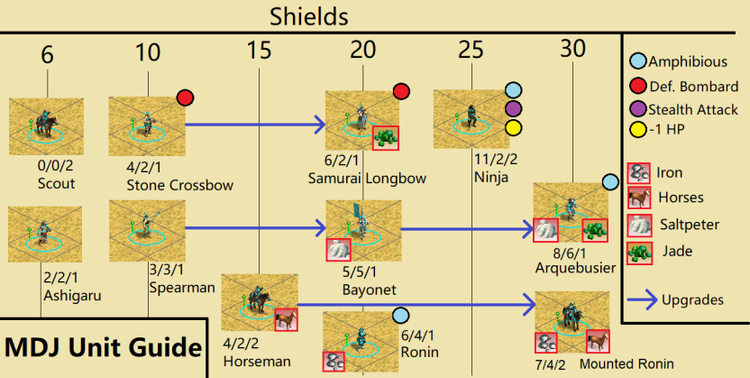 Shields
6
10
15
20
25
30
Amphibious
Def. Bombard
Stealth Attack
-1 HP
0/0/2
Scout
4/2/1
Stone Crossbow
6/2/1
Samurai Longbow
11/2/2
Ninja
Iron
Horses
Saltpeter
Jade
2/2/1
Ashigaru
3/3/1
Spearman
5/5/1
Bayonet
8/6/1
Arquebusier
Upgrades
MDJ Unit Guide
4/2/2
Horseman
6/4/1
Ronin
7/4/2 Mounted Ronin